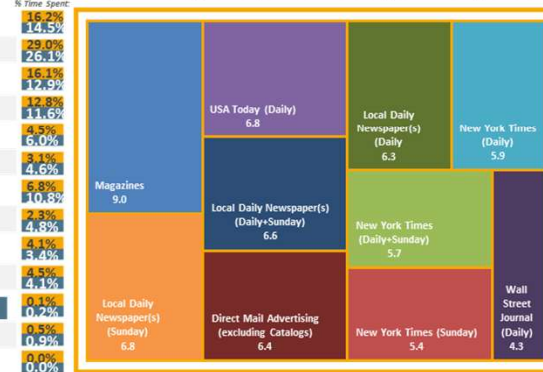 % Time Spent
16.2%
14.5%
29.0%
26.1%
16.1%
12.9%
12.8%
11.6%
4.5%
6.0%
3.1%
4.6%
6.8%
10.8%
2.3%
4.8%
4.1%
3.4%
4.5%
4.1%
0.1%
0.2%
0.5%
0.9%
0.0%
0.0%
Magazines
9.0
Local Daily
Newspaper(s)
(Sunday)
6.8
USA Today (Daily)
6.8
Local Daily Newspaper(s)
(Daily+Sunday)
6.6
Direct Mail Advertising
(excluding Catalogs)
6.4
Local Daily
Newspaper(s)
(Daily
6.3
New York Times
(Daily)
5.9
New York Times
(Daily+Sunday)
5.7
New York Times (Sunday)
5.4
Wall
Street
Journal
(Daily)
4.3